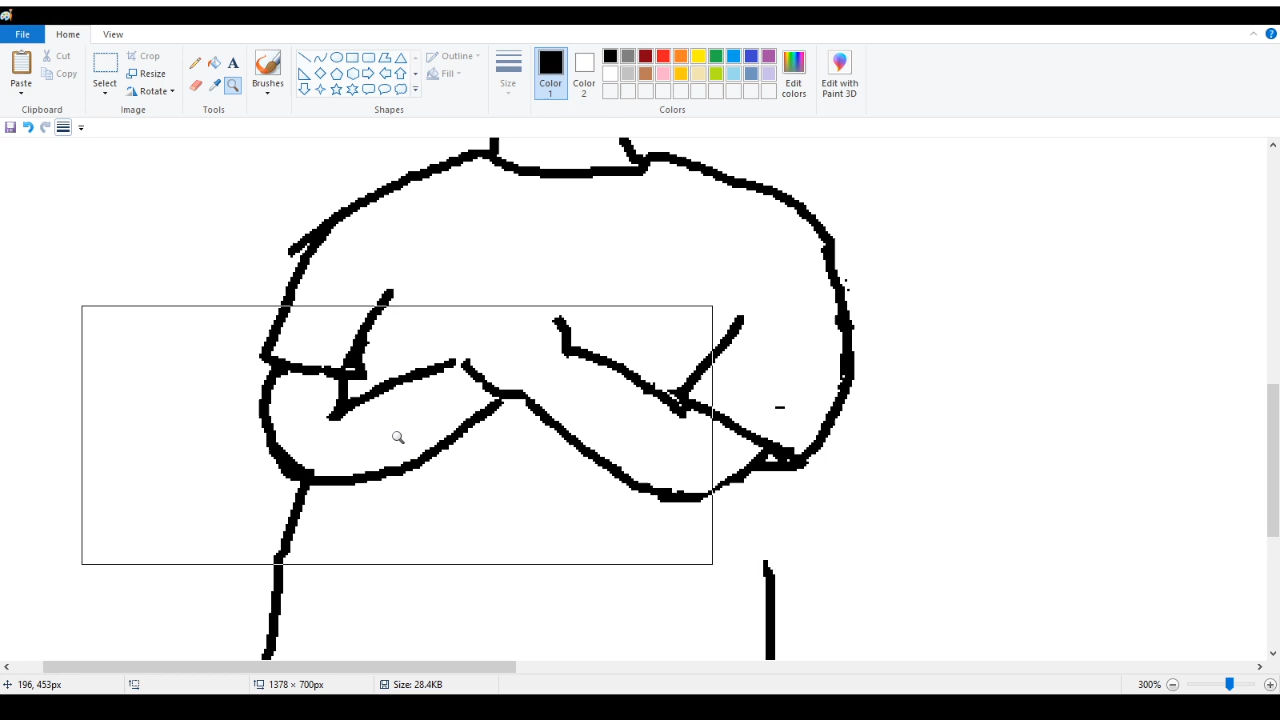 File Home View
Paste Cut Copy Clipboard
Select Crop Resize Rotate Image
A Tools
Brushes
Outline Fill Shapes
Size
Color 1 Color 2 Edit colors Colors
Edit with Paint 3D
196, 453px 1378 × 700px Size: 28.4KB 300%